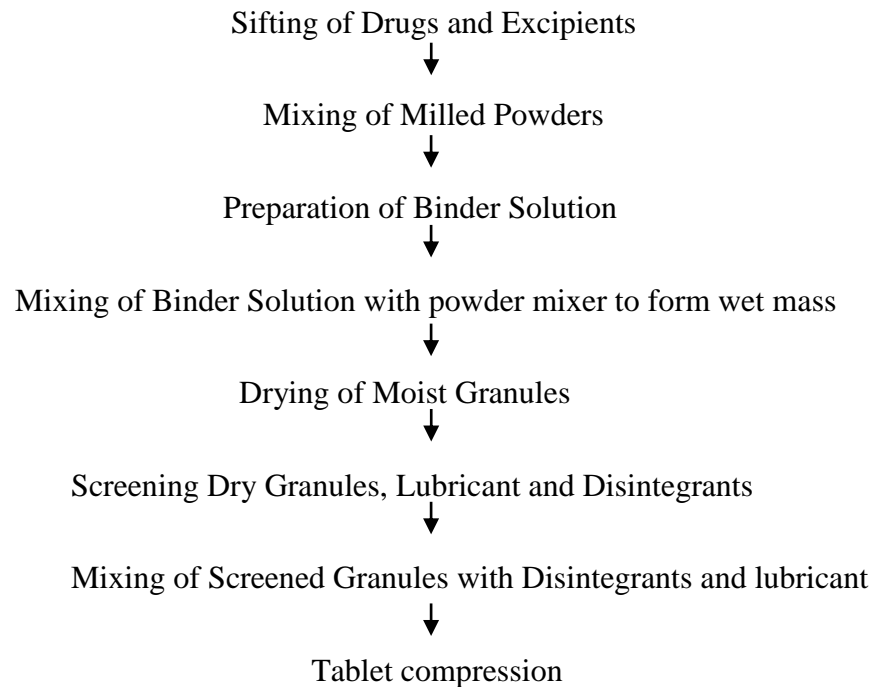 Sifting of Drugs and Excipients
Mixing of Milled Powders
Preparation of Binder Solution
Mixing of Binder Solution with powder mixer to form wet mass
Drying of Moist Granules
Screening Dry Granules, Lubricant and Disintegrants
Mixing of Screened Granules with Disintegrants and lubricant
Tablet compression